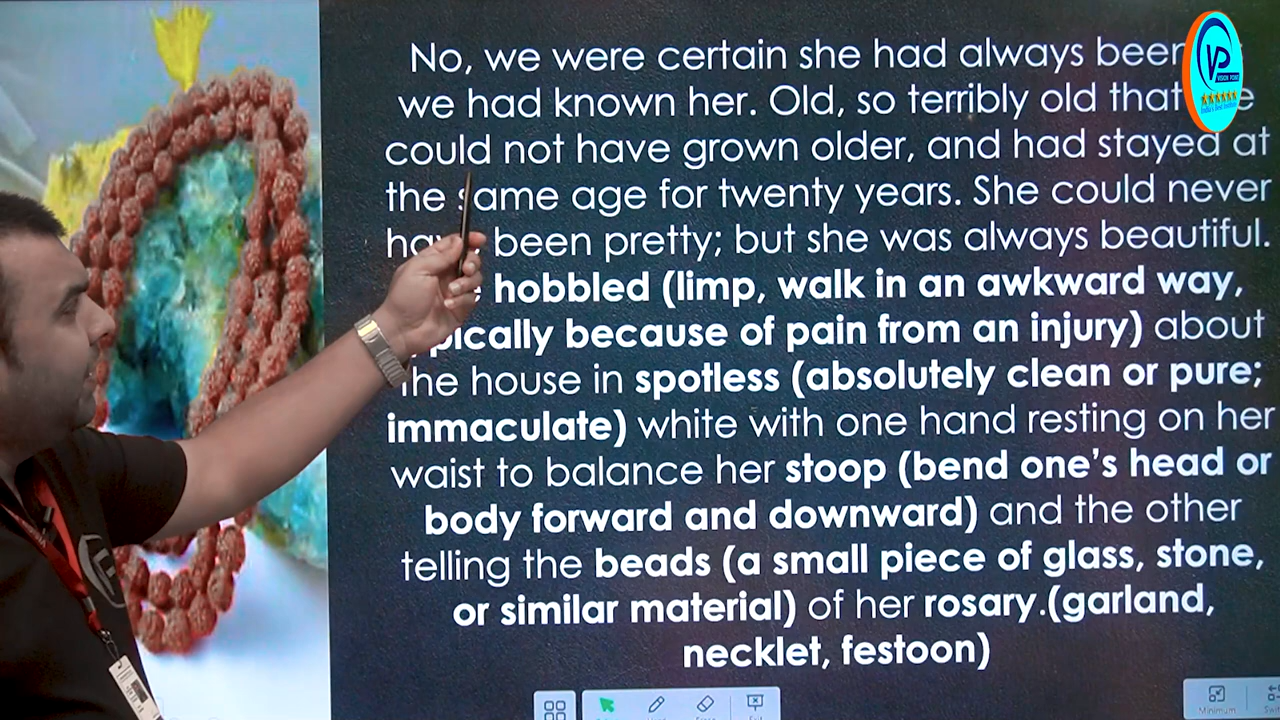 No, we were certain she had always been
we had known her. Old, so terribly old that
could not have grown older, and had stayed at
the same age for twenty years. She could never
been pretty; but she was always beautiful.
hobbled (limp, walk in an awkward way,
because of pain from an injury) about
the house in spotless (absolutely clean or pure;
immaculate) white with one hand resting on her
waist to balance her stoop (bend one's head or
body forward and downward) and the other
telling the beads (a small piece of glass, stone,
or similar material) of her rosary.(garland,
necklet, festoon)
VP
VISION POINT
Minimum